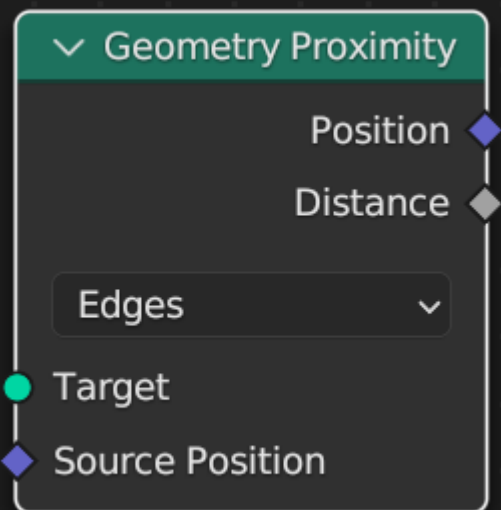 Geometry Proximity
Position
Distance
Edges
Target
Source Position